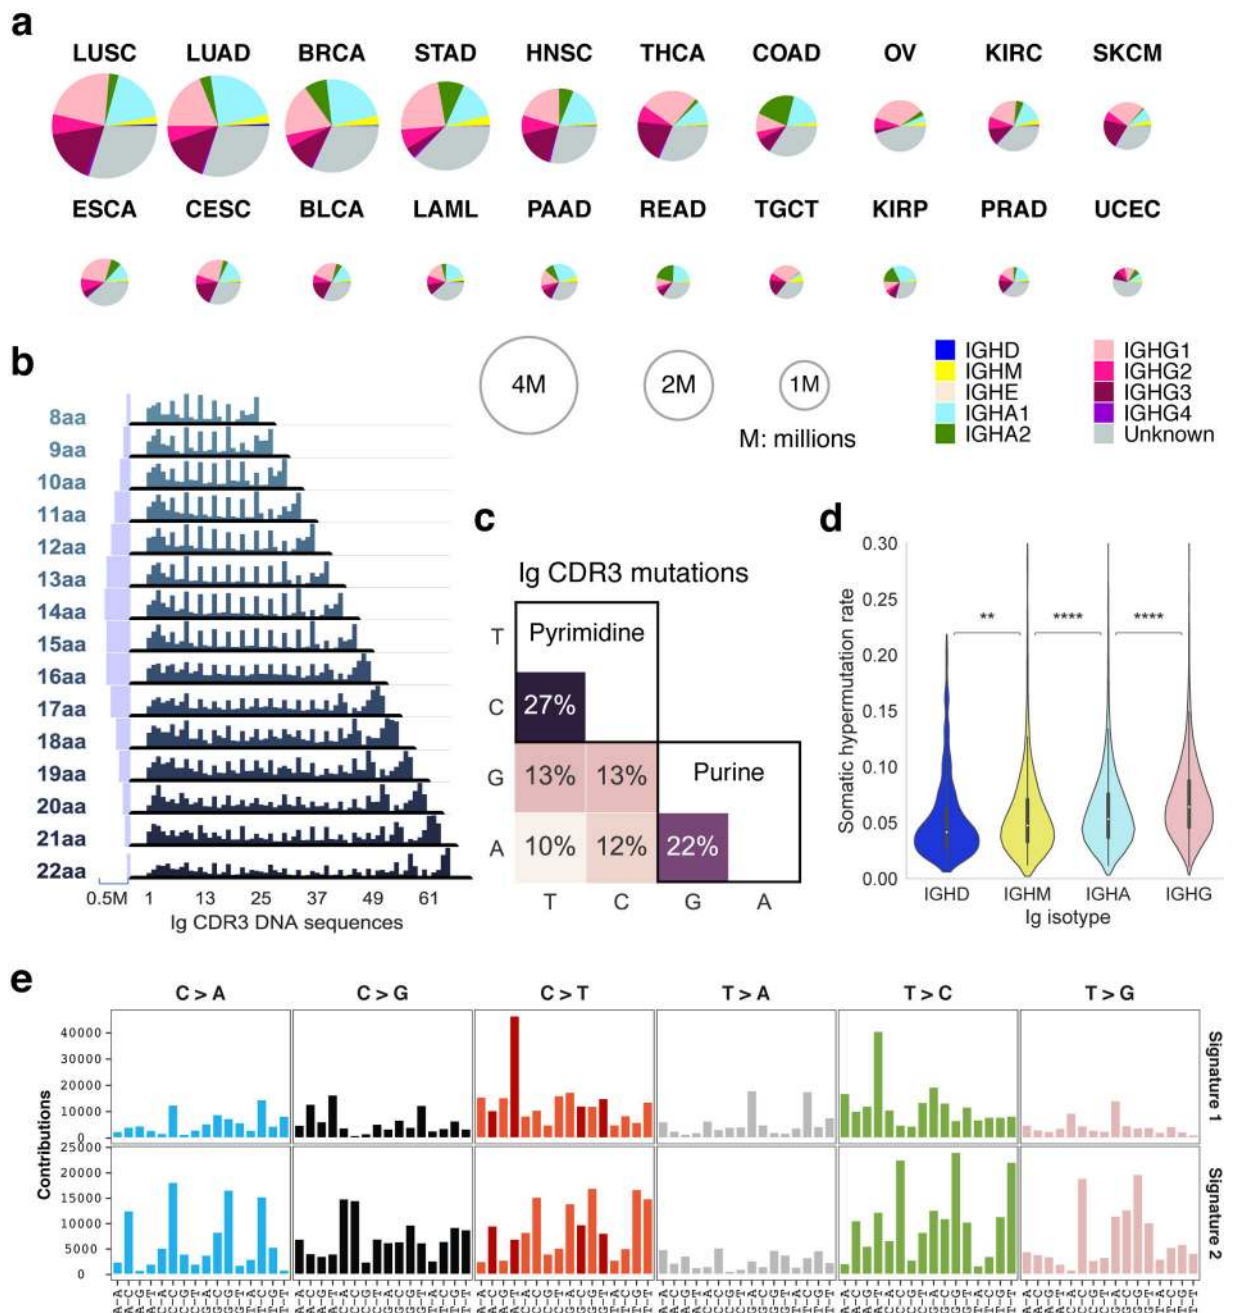 a
LUSC LUAD BRCA STAD HNSC THCA COAD OV KIRC SKCM
ESCA CESC BLCA LAML PAAD READ TGCT KIRP PRAD UCEC
4M 2M 1M
M: millions
IGHD IGHG1
IGHM IGHG2
IGHE IGHG3
IGHA1 IGHG4
IGHA2 Unknown
b
8aa
9aa
10aa
11aa
12aa
13aa
14aa
15aa
16aa
17aa
18aa
19aa
20aa
21aa
22aa
0.5M 1 13 25 37 49 61
Ig CDR3 DNA sequences
c
Ig CDR3 mutations
T Pyrimidine
C 27%
G 13% 13% Purine
A 10% 12% 22%
T C G A
d
Somatic hypermutation rate
0.30
0.25
** **** ****
0.20
0.15
0.10
0.05
0.00
IGHD IGHM IGHA IGHG
Ig isotype
e
C > A C > G C > T T > A T > C T > G
Contributions
40000
30000
20000
10000
0
Signature 1
25000
20000
15000
10000
5000
0
Signature 2